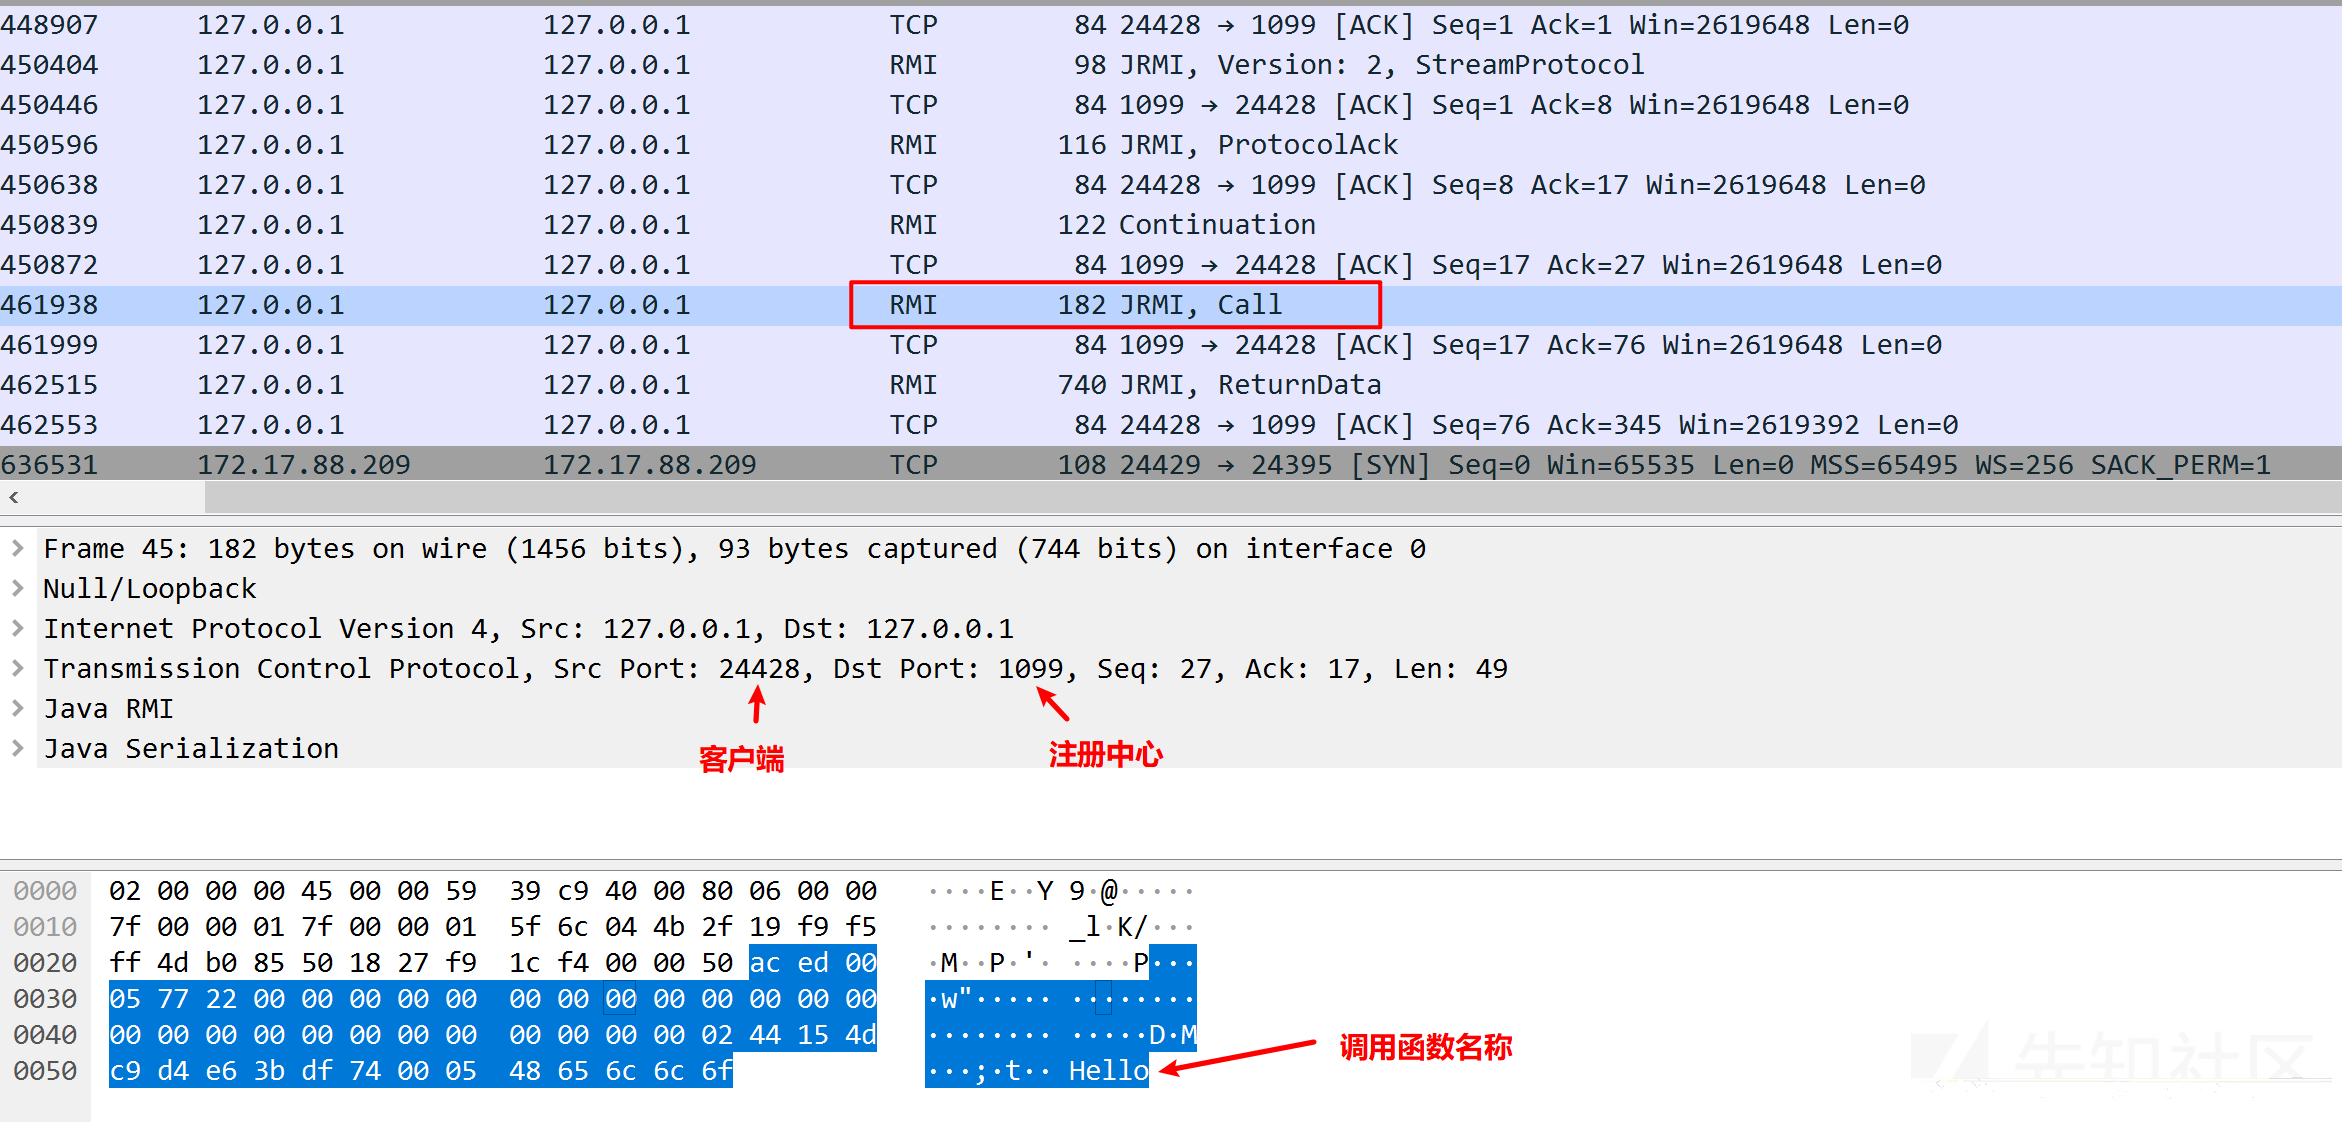 448907 127.0.0.1 127.0.0.1 TCP 84 24428 → 1099 [ACK] Seq=1 Ack=1 Win=2619648 Len=0
450404 127.0.0.1 127.0.0.1 RMI 98 JRMI, Version: 2, StreamProtocol
450446 127.0.0.1 127.0.0.1 TCP 84 1099 → 24428 [ACK] Seq=1 Ack=8 Win=2619648 Len=0
450596 127.0.0.1 127.0.0.1 RMI 116 JRMI, ProtocolAck
450638 127.0.0.1 127.0.0.1 TCP 84 24428 → 1099 [ACK] Seq=8 Ack=17 Win=2619648 Len=0
450839 127.0.0.1 127.0.0.1 RMI 122 Continuation
450872 127.0.0.1 127.0.0.1 TCP 84 1099 → 24428 [ACK] Seq=17 Ack=27 Win=2619648 Len=0
461938 127.0.0.1 127.0.0.1 RMI 182 JRMI, Call
461999 127.0.0.1 127.0.0.1 TCP 84 1099 → 24428 [ACK] Seq=17 Ack=76 Win=2619648 Len=0
462515 127.0.0.1 127.0.0.1 RMI 740 JRMI, ReturnData
462553 127.0.0.1 127.0.0.1 TCP 84 24428 → 1099 [ACK] Seq=76 Ack=345 Win=2619392 Len=0
636531 172.17.88.209 172.17.88.209 TCP 108 24429 → 24395 [SYN] Seq=0 Win=65535 Len=0 MSS=65495 WS=256 SACK_PERM=1
Frame 45: 182 bytes on wire (1456 bits), 93 bytes captured (744 bits) on interface 0
Null/Loopback
Internet Protocol Version 4, Src: 127.0.0.1, Dst: 127.0.0.1
Transmission Control Protocol, Src Port: 24428, Dst Port: 1099, Seq: 27, Ack: 17, Len: 49
Java RMI
Java Serialization
客户端
注册中心
0000 02 00 00 00 45 00 00 59 39 c9 40 00 80 06 00 00 ····E··Y 9·@·····
0010 7f 00 00 01 7f 00 00 01 5f 6c 04 4b 2f 19 f9 f5 ········ _l·K/···
0020 ff 4d b0 85 50 18 27 f9 1c f4 00 00 50 ac ed 00 ·M··P·'· ····P···
0030 05 77 22 00 00 00 00 00 00 00 00 00 00 00 00 00 ·w"····· ········
0040 00 00 00 00 00 00 00 00 00 00 00 00 02 44 15 4d ········ ·····D·M
0050 c9 d4 e6 3b df 74 00 05 48 65 6c 6c 6f ···;·t·· Hello
调用函数名称
先知社区